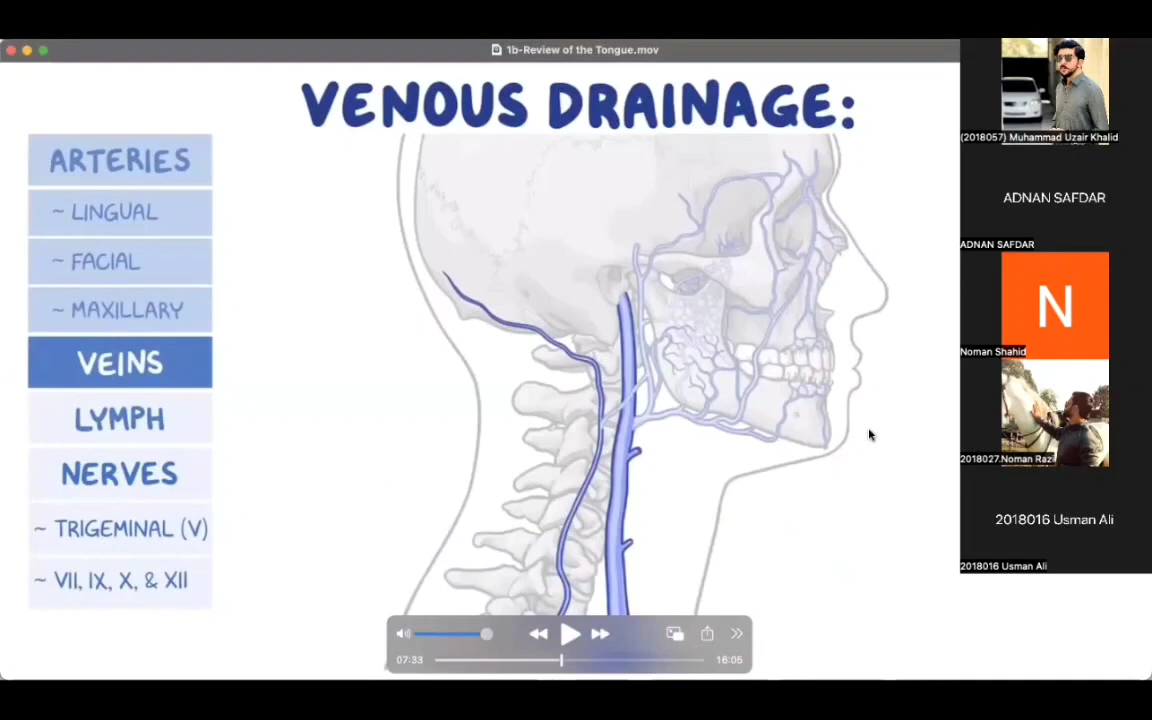 1b-Review of the Tongue.mov
VENOUS DRAINAGE:
ARTERIES
~ LINGUAL
~ FACIAL
~ MAXILLARY
VEINS
LYMPH
NERVES
~ TRIGEMINAL (V)
~ VII, IX, X, & XII
07:33
16:05
(2018057) Muhammad Uzair Khalid
ADNAN SAFDAR
ADNAN SAFDAR
N
Noman Shahid
2018027.Noman Razi
2018016 Usman Ali
2018016 Usman Ali